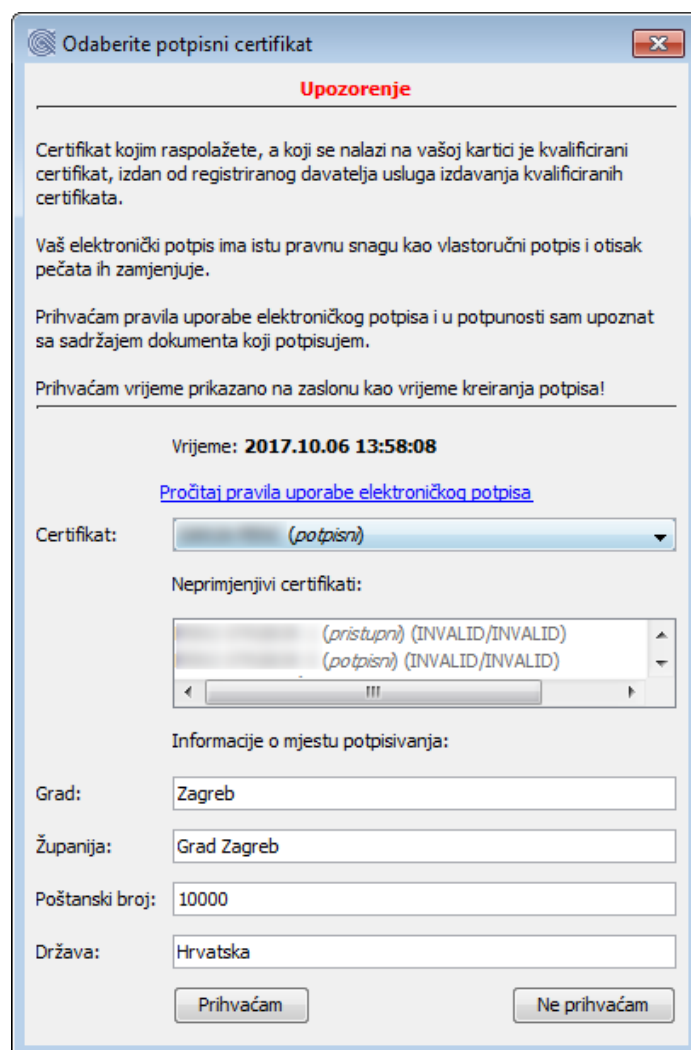 Odaberite potpisni certifikat
Upozorenje
Certifikat kojim raspolažete, a koji se nalazi na vašoj kartici je kvalificirani
certifikat, izdan od registriranog davatelja usluga izdavanja kvalificiranih
certifikata.
Vaš elektronički potpis ima istu pravnu snagu kao vlastoručni potpis i otisak
pečata ih zamjenjuje.
Prihvaćam pravila uporabe elektroničkog potpisa i u potpunosti sam upoznat
sa sadržajem dokumenta koji potpisujem.
Prihvaćam vrijeme prikazano na zaslonu kao vrijeme kreiranja potpisa!
Vrijeme: 2017.10.06 13:58:08
Pročitaj pravila uporabe elektroničkog potpisa
Certifikat: (potpisni)
Neprimjenjivi certifikati:
(pristupni) (INVALID/INVALID)
(potpisni) (INVALID/INVALID)
Informacije o mjestu potpisivanja:
Grad: Zagreb
Županija: Grad Zagreb
Poštanski broj: 10000
Država: Hrvatska
Prihvaćam Ne prihvaćam